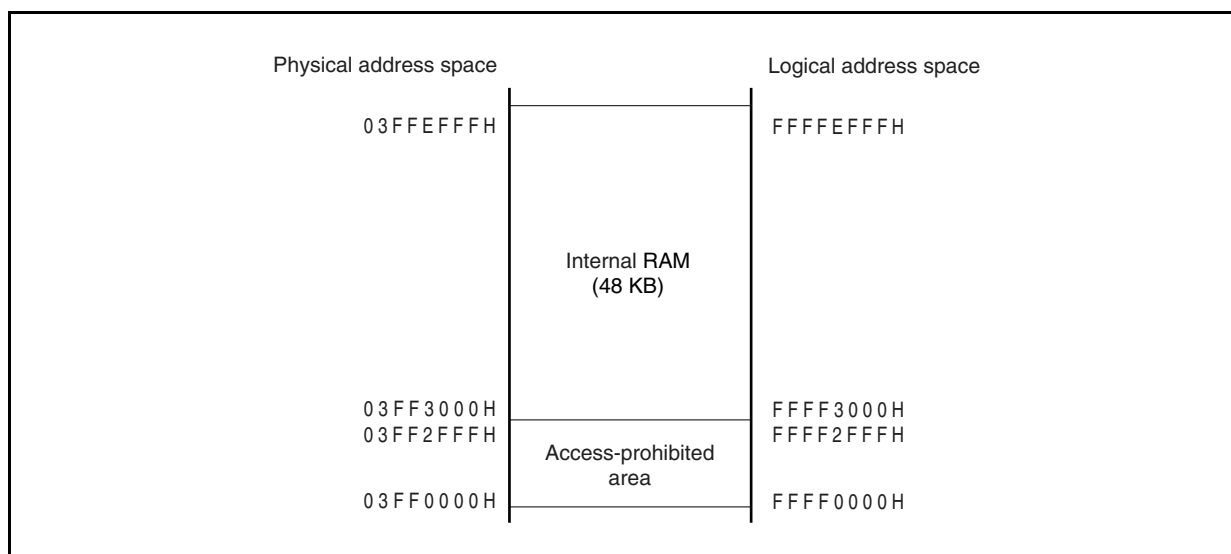 Physical address space
Logical address space
03FFEFFFH
FFFFEFFFH
Internal RAM
(48 KB)
03FF3000H
FFFF3000H
03FF2FFFH
FFFF2FFFH
Access-prohibited
area
03FF0000H
FFFF0000H